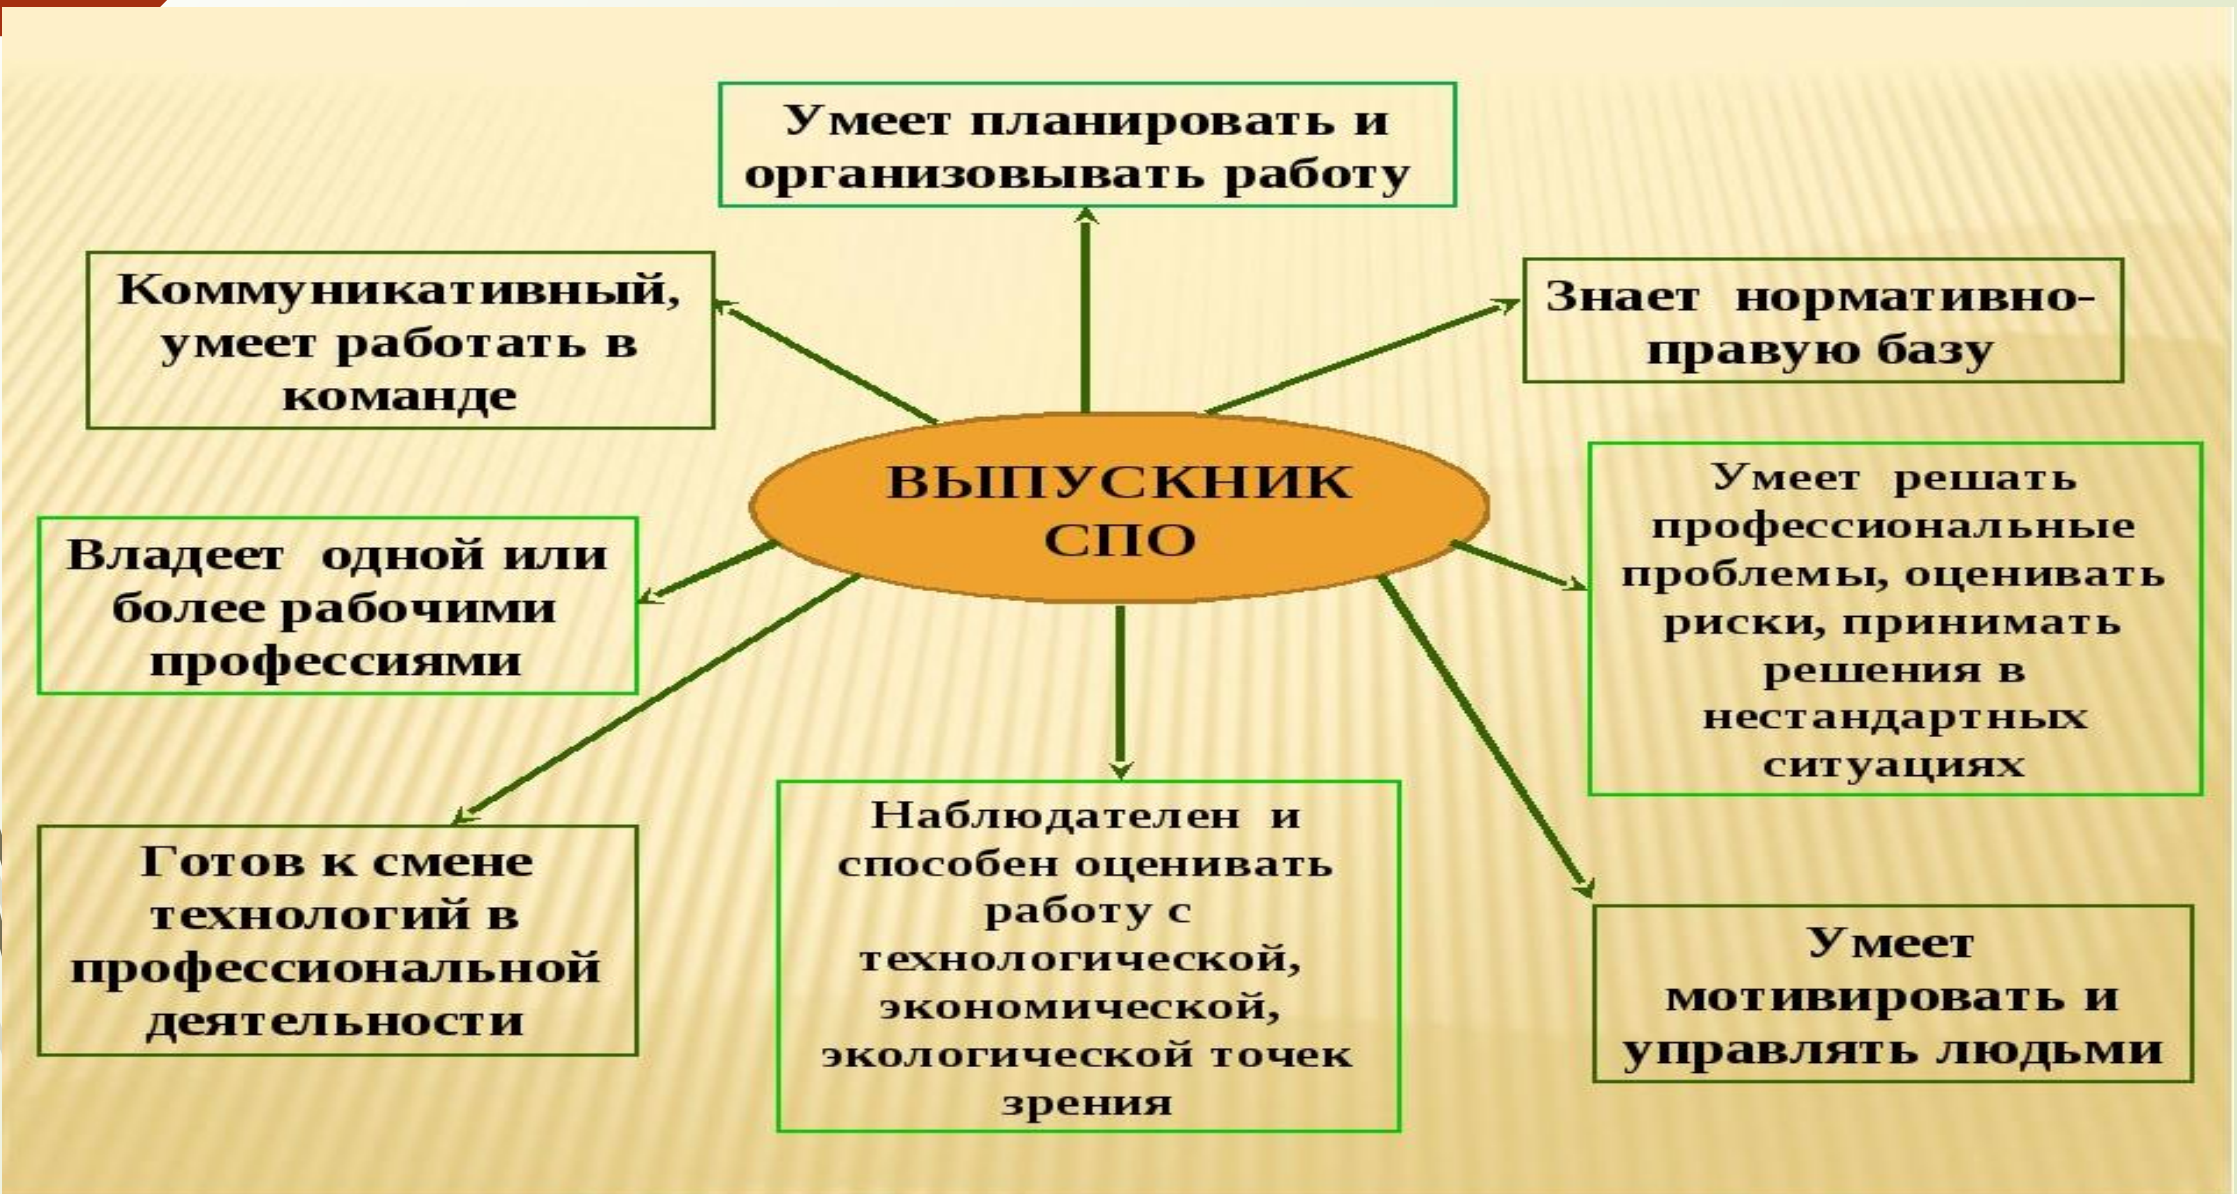 Умеет планировать и
организовывать работу
Коммуникативный,
умеет работать в
команде
Знает нормативно-
правую базу
ВЫПУСКНИК
СПО
Владеет одной или
более рабочими
профессиями
Умеет решать
профессиональные
проблемы, оценивать
риски, принимать
решения в
нестандартных
ситуациях
Готов к смене
технологий в
профессиональной
деятельности
Наблюдателен и
способен оценивать
работу с
технологической,
экономической,
экологической точек
зрения
Умеет
мотивировать и
управлять людьми